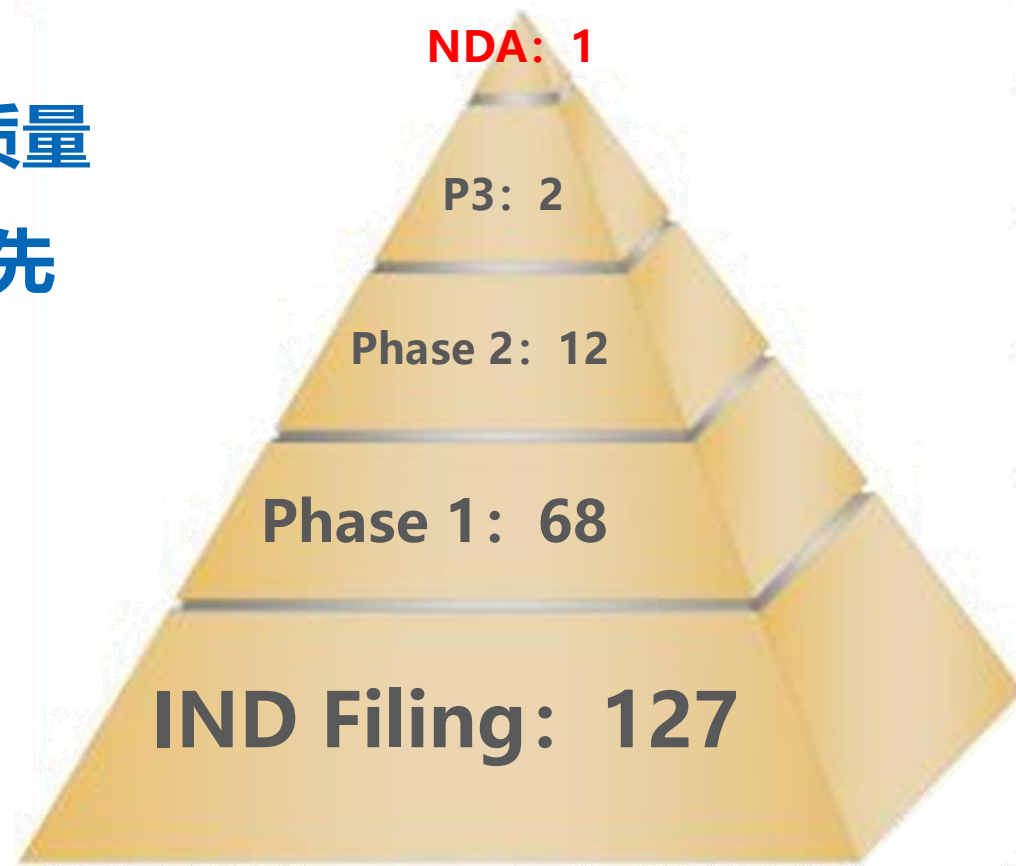 NDA：1
质量
P3：2
先
Phase 2：12
Phase 1：68
IND Filing：127